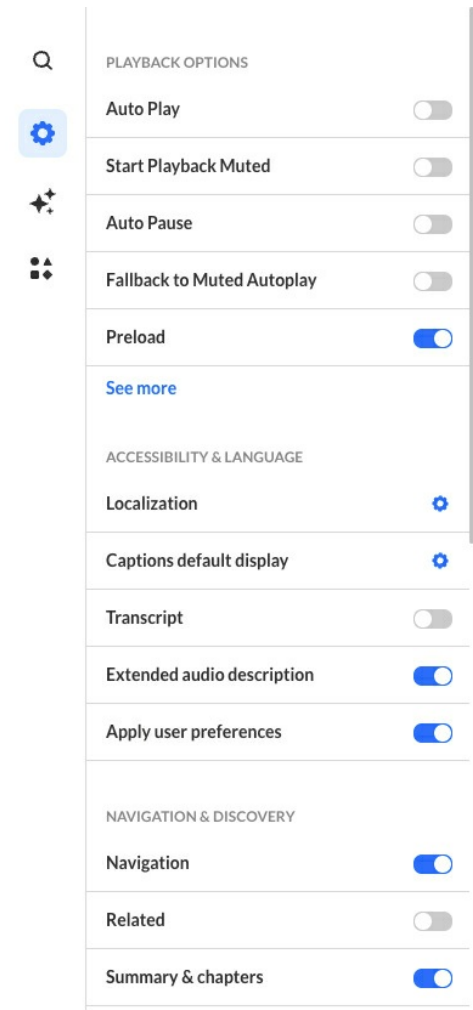 PLAYBACK OPTIONS
Auto Play
Start Playback Muted
Auto Pause
Fallback to Muted Autoplay
Preload
See more
ACCESSIBILITY & LANGUAGE
Localization
Captions default display
Transcript
Extended audio description
Apply user preferences
NAVIGATION & DISCOVERY
Navigation
Related
Summary & chapters